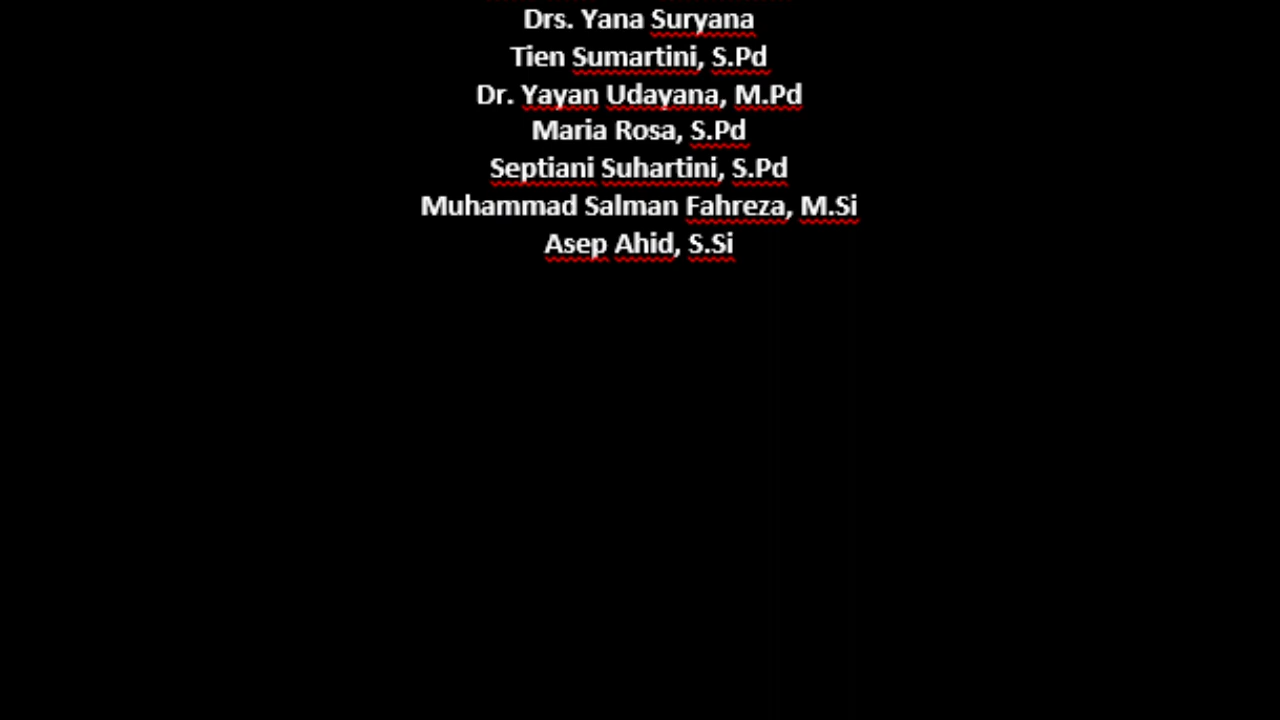 Drs. Yana Suryana
Tien Sumartini, S.Pd
Dr. Yayan Udayana, M.Pd
Maria Rosa, S.Pd
Septiani Suhartini, S.Pd
Muhammad Salman Fahreza, M.Si
Asep Ahid, S.Si